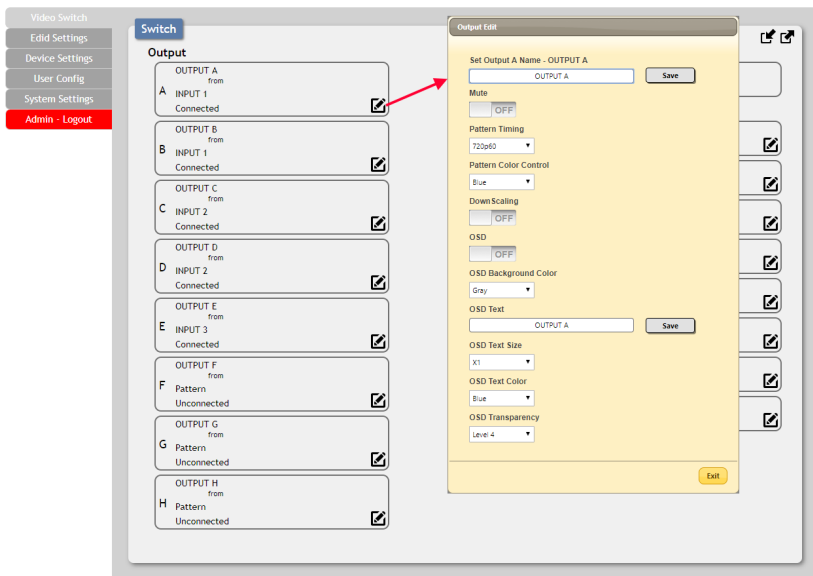 Video Switch
Edid Settings
Device Settings
User Config
System Settings
Admin - Logout
Switch
Output
OUTPUT A
from
A
INPUT 1
Connected
OUTPUT B
from
B
INPUT 1
Connected
OUTPUT C
from
C
INPUT 2
Connected
OUTPUT D
from
D
INPUT 2
Connected
OUTPUT E
from
E
INPUT 3
Connected
OUTPUT F
from
F
Pattern
Unconnected
OUTPUT G
from
G
Pattern
Unconnected
OUTPUT H
from
H
Pattern
Unconnected
Output Edit
Set Output A Name - OUTPUT A
OUTPUT A Save
Mute
OFF
Pattern Timing
720p60
Pattern Color Control
Blue
DownScaling
OFF
OSD
OFF
OSD Background Color
Gray
OSD Text
OUTPUT A Save
OSD Text Size
X1
OSD Text Color
Blue
OSD Transparency
Level 4
Exit